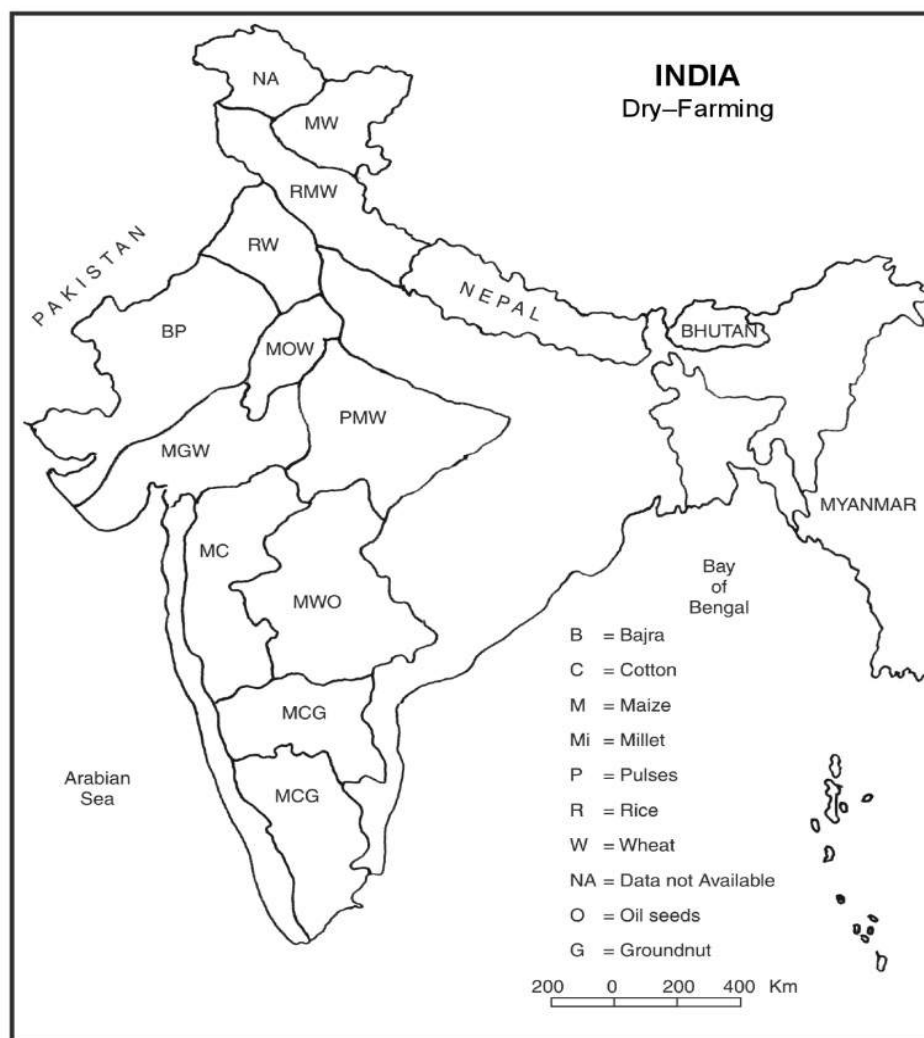 INDIA
Dry–Farming
NA
MW
RMW
RW
PAKISTAN
NEPAL
BP
BHUTAN
MOW
PMW
MGW
MYANMAR
MC
MWO
Bay
of
Bengal
MCG
Arabian
Sea
MCG
B = Bajra
C = Cotton
M = Maize
Mi = Millet
P = Pulses
R = Rice
W = Wheat
NA = Data not Available
O = Oil seeds
G = Groundnut
200 0 200 400 Km